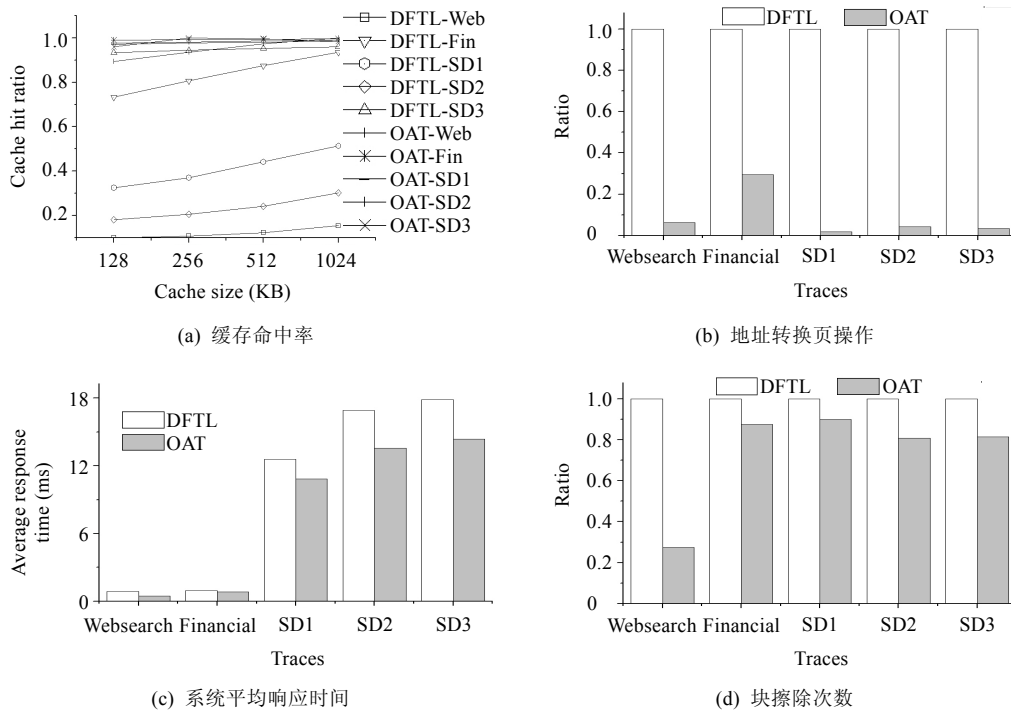 1.0
0.8
0.6
0.4
0.2
Cache hit ratio
128 256 512 1024
Cache size (KB)
DFTL-Web
DFTL-Fin
DFTL-SD1
DFTL-SD2
DFTL-SD3
OAT-Web
OAT-Fin
OAT-SD1
OAT-SD2
OAT-SD3
(a) 缓存命中率
DFTL OAT
1.0
0.8
0.6
0.4
0.2
0
Ratio
Websearch Financial SD1 SD2 SD3
Traces
(b) 地址转换页操作
18
12
6
0
Average response
time (ms)
DFTL
OAT
Websearch Financial SD1 SD2 SD3
Traces
(c) 系统平均响应时间
DFTL OAT
1.0
0.8
0.6
0.4
0.2
0
Ratio
Websearch Financial SD1 SD2 SD3
Traces
(d) 块擦除次数